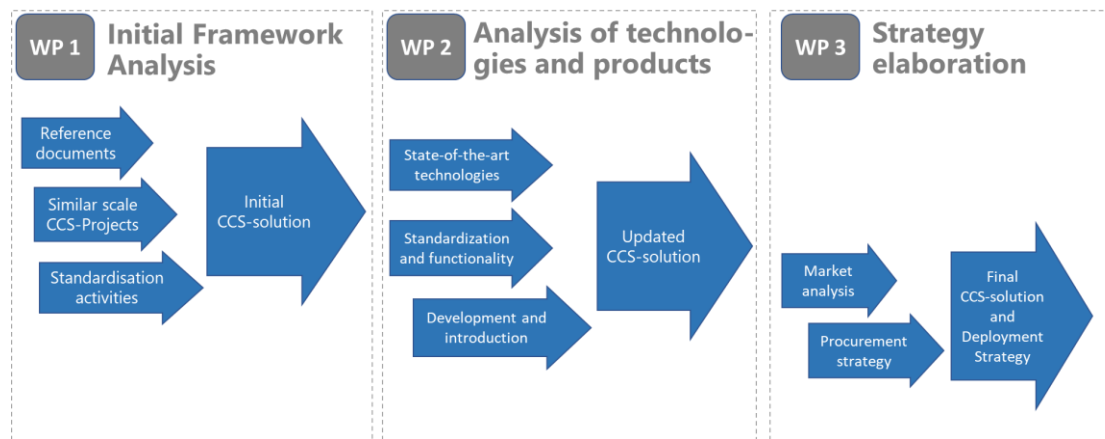 WP 1
Initial Framework
Analysis
Reference
documents
Similar scale
CCS-Projects
Standardisation
activities
Initial
CCS-solution
WP 2
Analysis of technolo-
gies and products
State-of-the-art
technologies
Standardization
and functionality
Development and
introduction
Updated
CCS-solution
WP 3
Strategy
elaboration
Market
analysis
Procurement
strategy
Final
CCS-solution
and
Deployment
Strategy